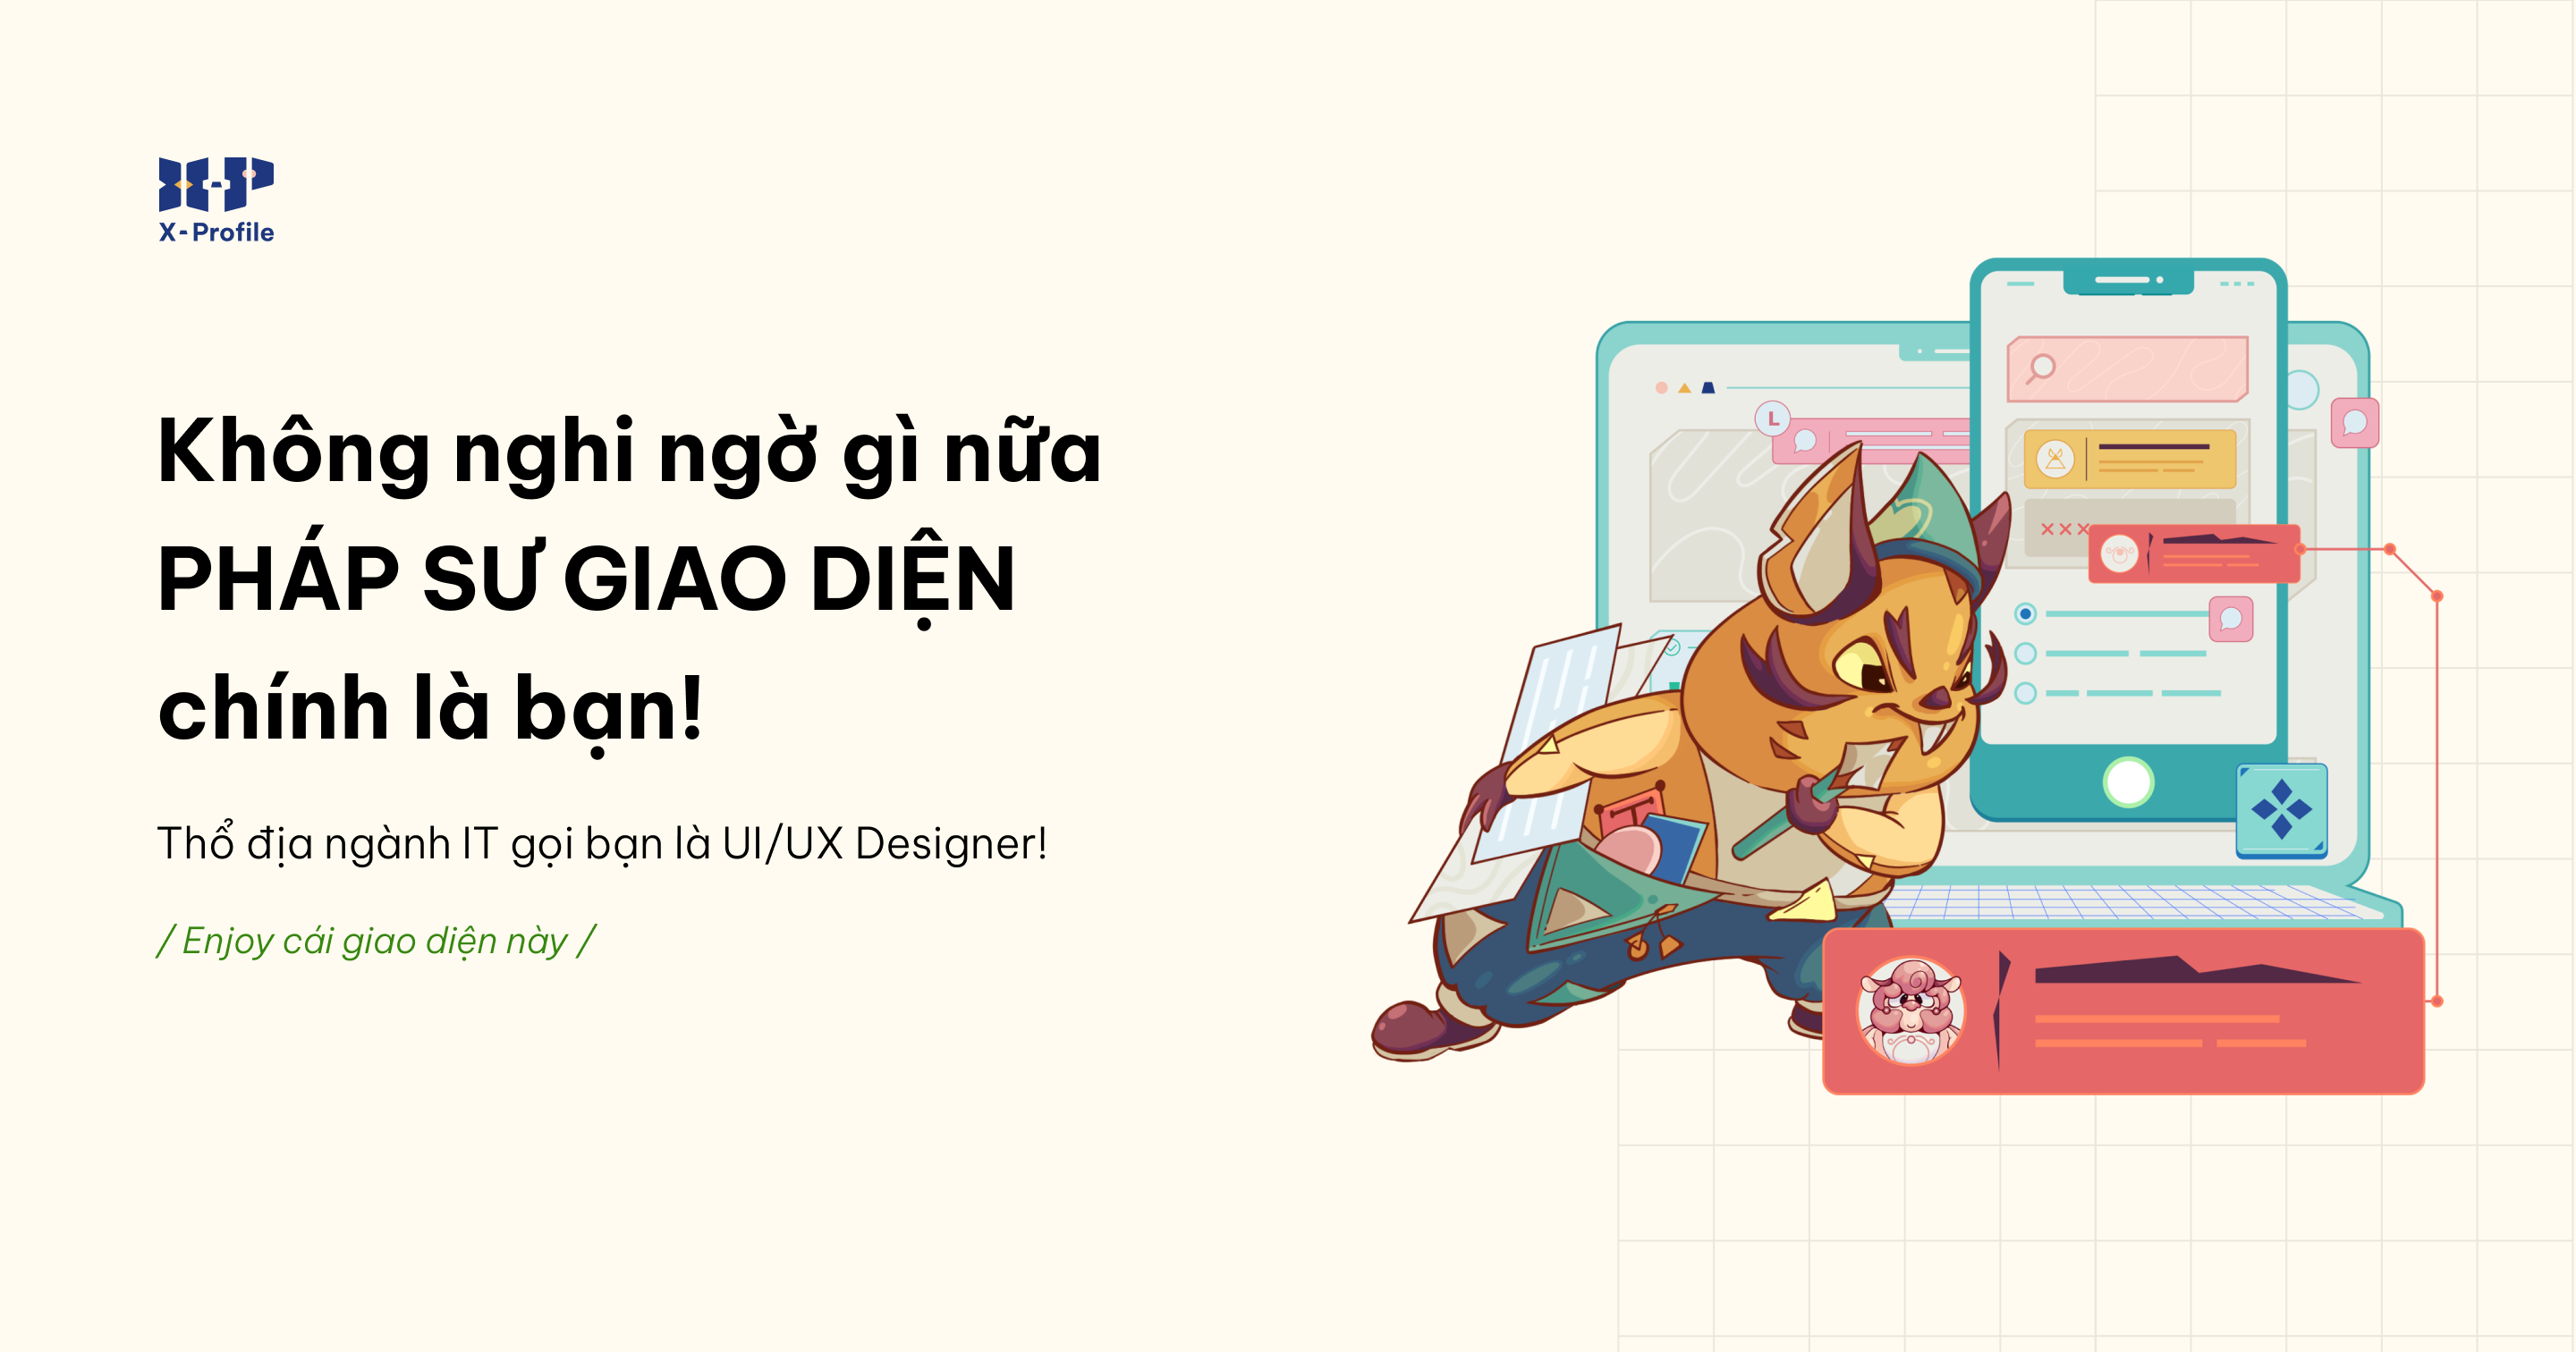 X-P
X-Profile
Không nghi ngờ gì nữa
PHÁP SƯ GIAO DIỆN
chính là bạn!
Thổ địa ngành IT gọi bạn là UI/UX Designer!
/ Enjoy cái giao diện này /
L
T